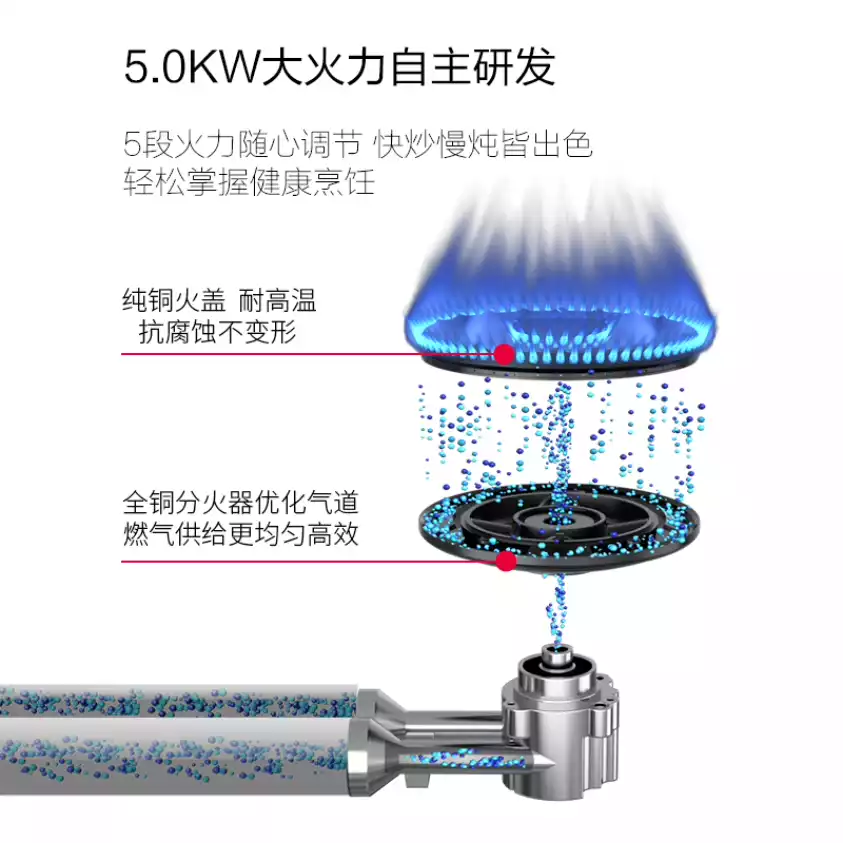 5.0KW大火力自主研发
5段火力随心调节 快炒慢炖皆出色
轻松掌握健康烹饪
纯铜火盖 耐高温
抗腐蚀不变形
全铜分火器优化气道
燃气供给更均匀高效